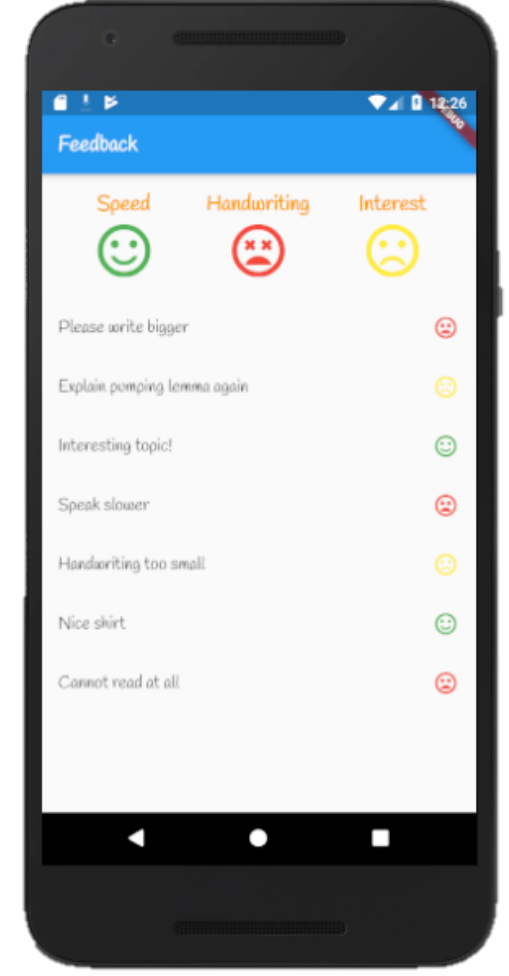 12:26
DEBUG
Feedback
Speed Handwriting Interest
Please write bigger
Explain pumping lemma again
Interesting topic!
Speak slower
Handwriting too small
Nice shirt
Cannot read at all